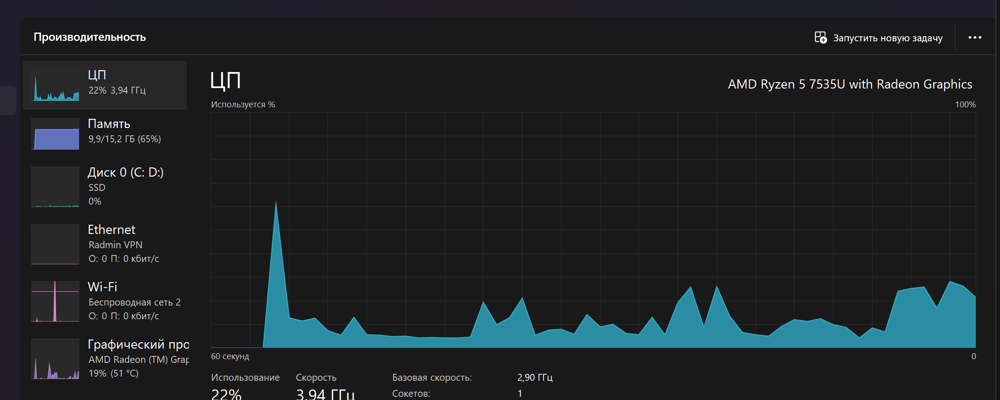 Производительность
Запустить новую задачу
ЦП
22% 3,94 ГГц
Память
9,9/15,2 ГБ (65%)
Диск 0 (C: D:)
SSD
0%
Ethernet
Radmin VPN
О: 0 П: 0 кбит/с
Wi-Fi
Беспроводная сеть 2
О: 0 П: 0 кбит/с
Графический про
AMD Radeon (TM) Grap
19% (51 °C)
ЦП
AMD Ryzen 5 7535U with Radeon Graphics
Используется %
100%
60 секунд
0
Использование
22%
Скорость
3,94 ГГц
Базовая скорость: 2,90 ГГц
Сокетов: 1